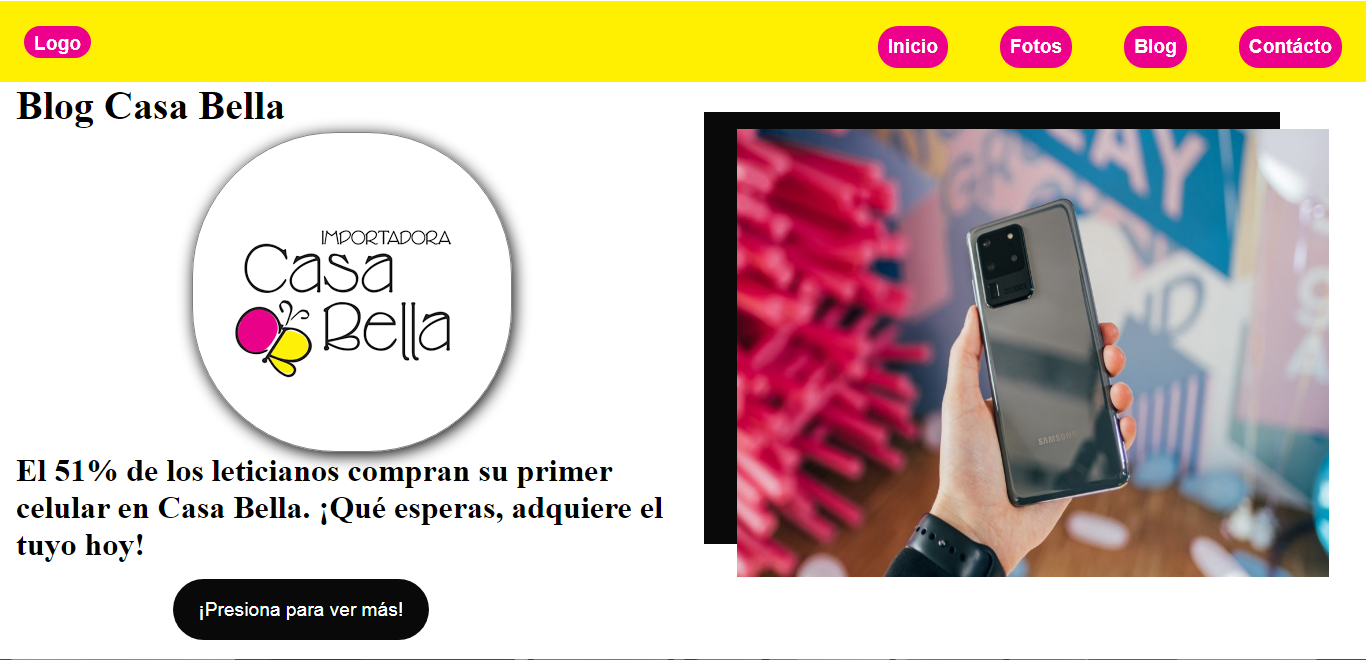 Logo
Inicio
Fotos
Blog
Contácto
Blog Casa Bella
IMPORTADORA
Casa
Bella
El 51% de los leticianos compran su primer
celular en Casa Bella. ¡Qué esperas, adquiere el
tuyo hoy!
¡Presiona para ver más!
SAMSUNG